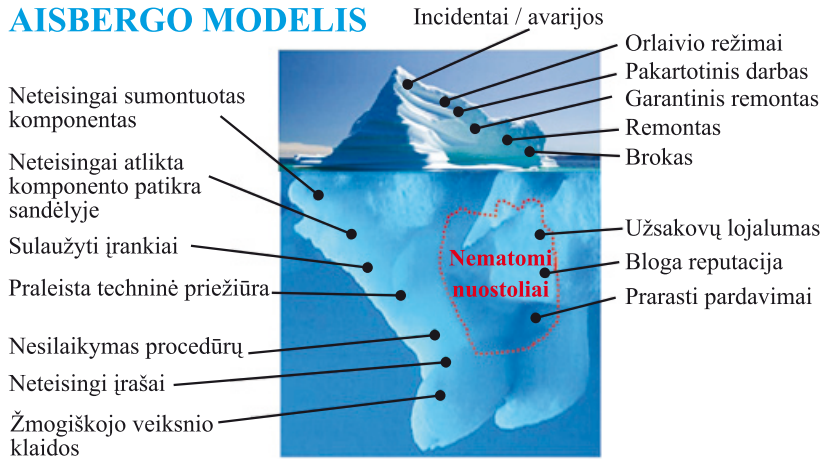 AISBERGO MODELIS
Incidentai / avarijos
Orlaivio režimai
Pakartotinis darbas
Garantinis remontas
Remontas
Brokas
Neteisingai sumontuotas
komponentas
Neteisingai atlikta
komponento patikra
sandėlyje
Sulaužyti įrankiai
Praleista techninė priežiūra
Nesilaikymas procedūrų
Neteisingi įrašai
Žmogiškojo veiksnio
klaidos
Nematomi
nuostoliai
Užsakovų lojalumas
Bloga reputacija
Prarasti pardavimai